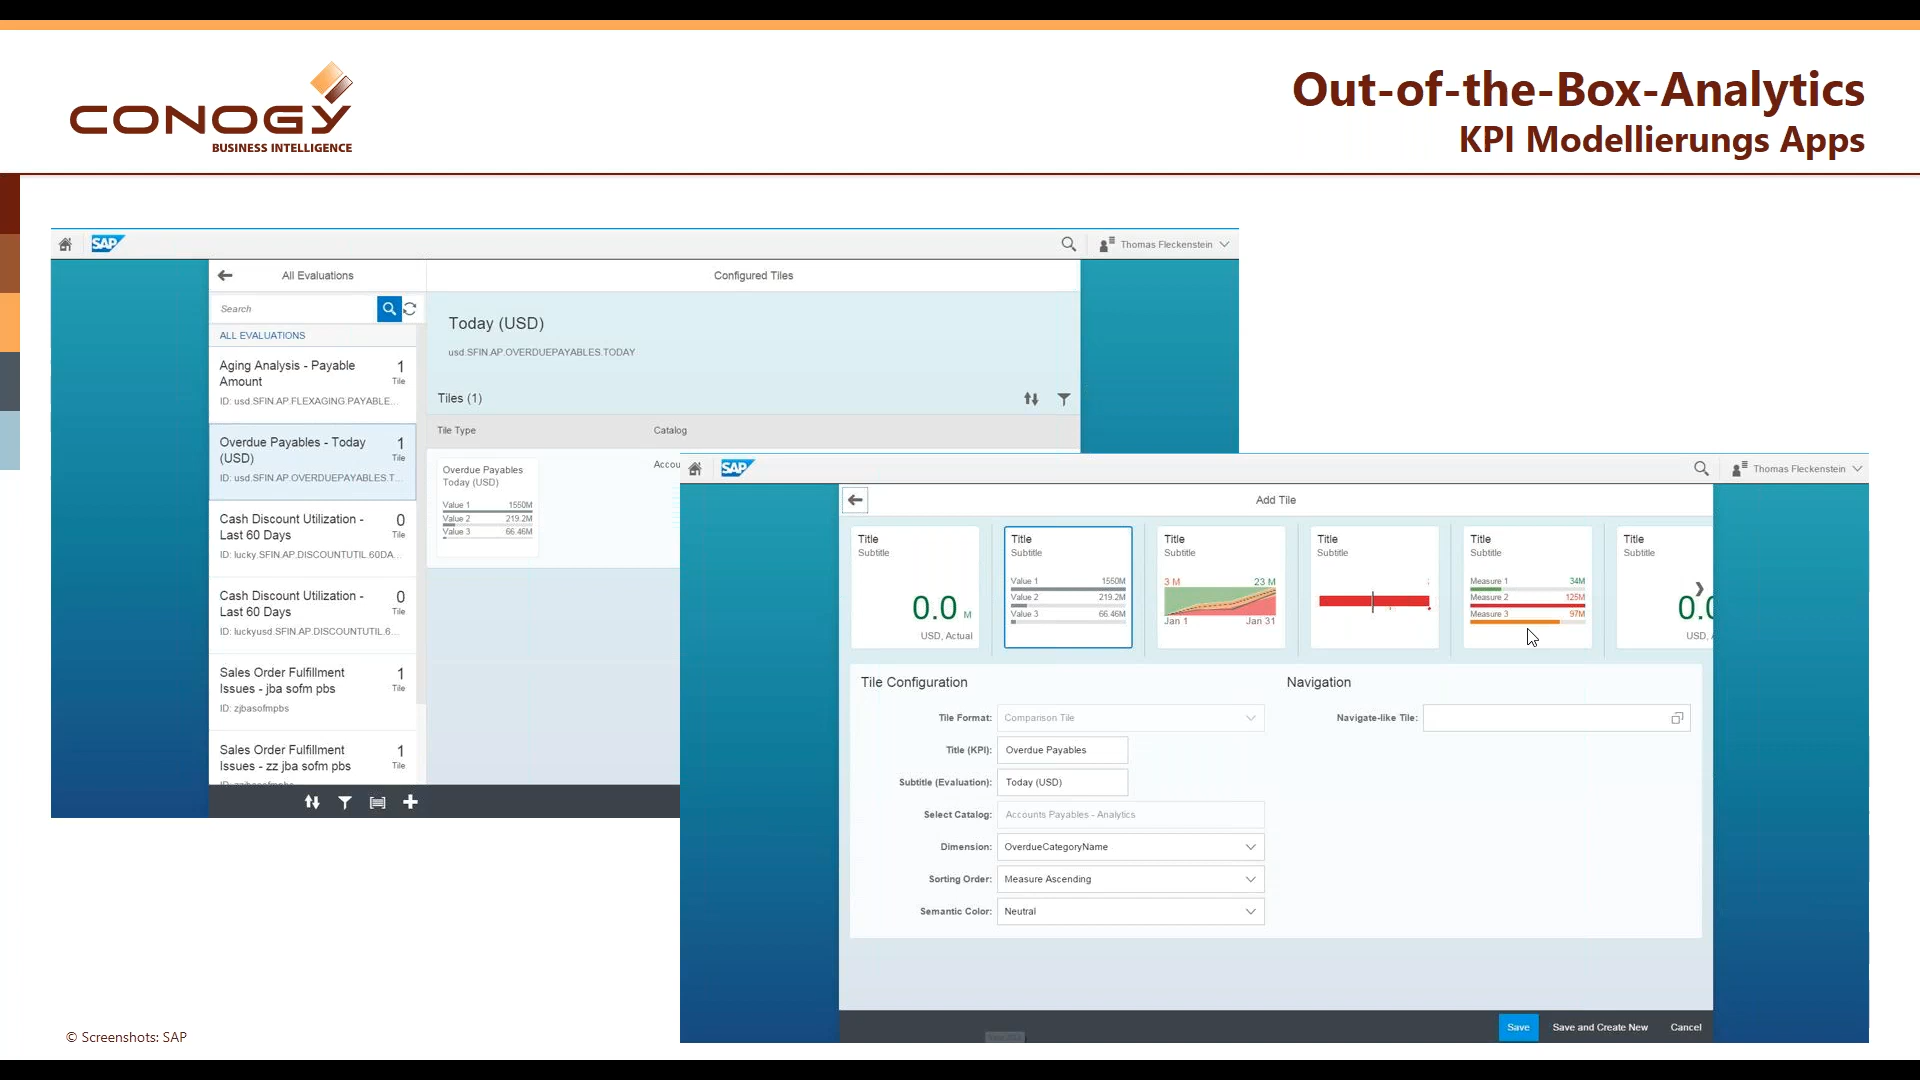 CONOGY
BUSINESS INTELLIGENCE
Out-of-the-Box-Analytics
KPI Modellierungs Apps
SAP
Thomas Fleckenstein
All Evaluations
Configured Tiles
Search
ALL EVALUATIONS
Aging Analysis - Payable
Amount
1
Tile
ID: usd.SFIN.AP.FLEXAGING.PAYABLE...
Overdue Payables - Today
(USD)
1
Tile
ID: usd.SFIN.AP.OVERDUEPAYABLES.T...
Cash Discount Utilization -
Last 60 Days
0
Tile
ID: lucky.SFIN.AP.DISCOUNTUTIL.60DA...
Cash Discount Utilization -
Last 60 Days
0
Tile
ID: luckyusd.SFIN.AP.DISCOUNTUTIL.6...
Sales Order Fulfillment
Issues - jba sofm pbs
1
Tile
ID: zjbasofmpbs
Sales Order Fulfillment
Issues - zz jba sofm pbs
1
Tile
Today (USD)
usd.SFIN.AP.OVERDUEPAYABLES.TODAY
Tiles (1)
Tile Type
Catalog
Overdue Payables
Today (USD)
Value 1 1550M
Value 2 219.2M
Value 3 66.46M
Accou
SAP
Thomas Fleckenstein
Add Tile
Title
Subtitle
0.0 M
USD, Actual
Title
Subtitle
Value 1 1550M
Value 2 219.2M
Value 3 66.46M
Title
Subtitle
3 M 23 M
Jan 1 Jan 31
Title
Subtitle
Title
Subtitle
Measure 1 34M
Measure 2 125M
Measure 3 97M
Title
Subtitle
0.0
USD, A
Tile Configuration
Navigation
Tile Format: Comparison Tile
Navigate-like Tile:
Title (KPI): Overdue Payables
Subtitle (Evaluation): Today (USD)
Select Catalog: Accounts Payables - Analytics
Dimension: OverdueCategoryName
Sorting Order: Measure Ascending
Semantic Color: Neutral
Save
Save and Create New
Cancel
© Screenshots: SAP